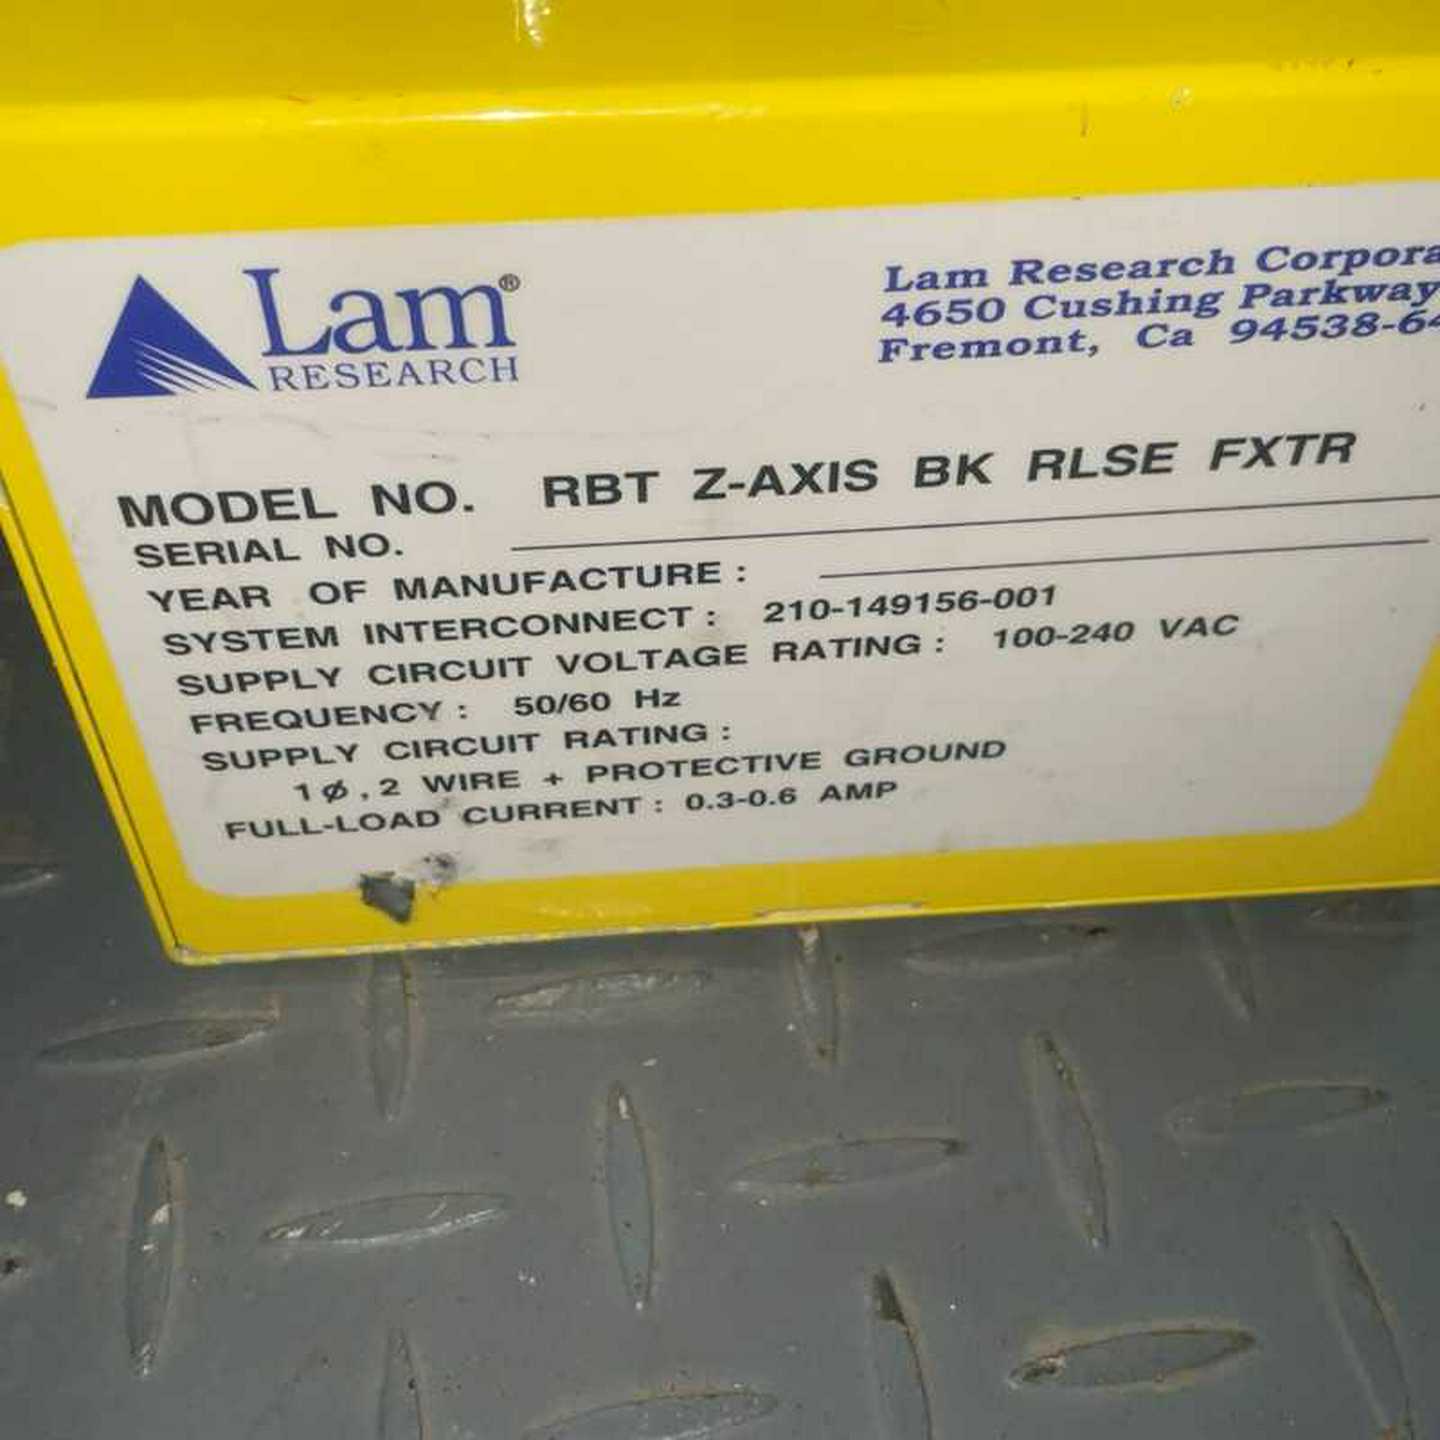 Lam®
RESEARCH
Lam Research Corpora
4650 Cushing Parkway
Fremont, Ca 94538-64
MODEL NO. RBT Z-AXIS BK RLSE FXTR
SERIAL NO.
YEAR OF MANUFACTURE :
SYSTEM INTERCONNECT : 210-149156-001
SUPPLY CIRCUIT VOLTAGE RATING : 100-240 VAC
FREQUENCY : 50/60 Hz
SUPPLY CIRCUIT RATING :
1Ø, 2 WIRE + PROTECTIVE GROUND
FULL-LOAD CURRENT : 0.3-0.6 AMP